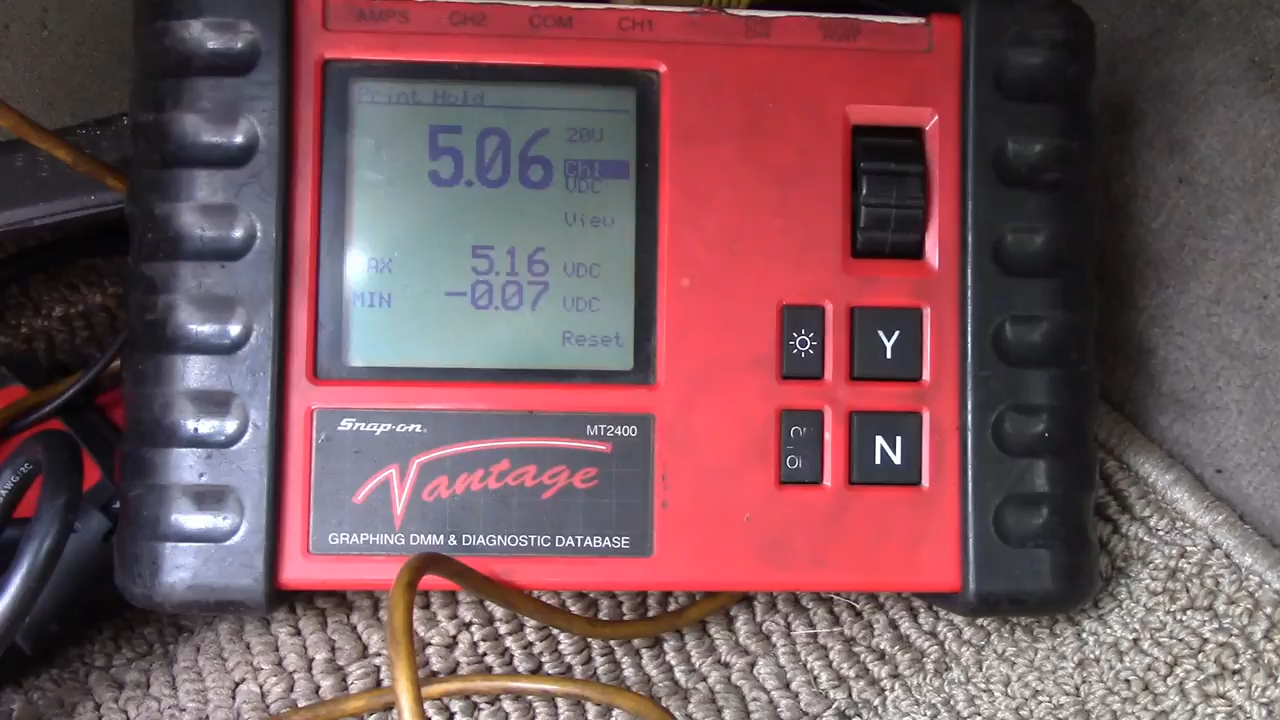 AMPS CH2 COM CH1
Print Hold
5.06 20V
Ch1
VDC
View
AX 5.16 VDC
MIN -0.07 VDC
Reset
Y
N
Snap-on
MT2400
Vantage
GRAPHING DMM & DIAGNOSTIC DATABASE